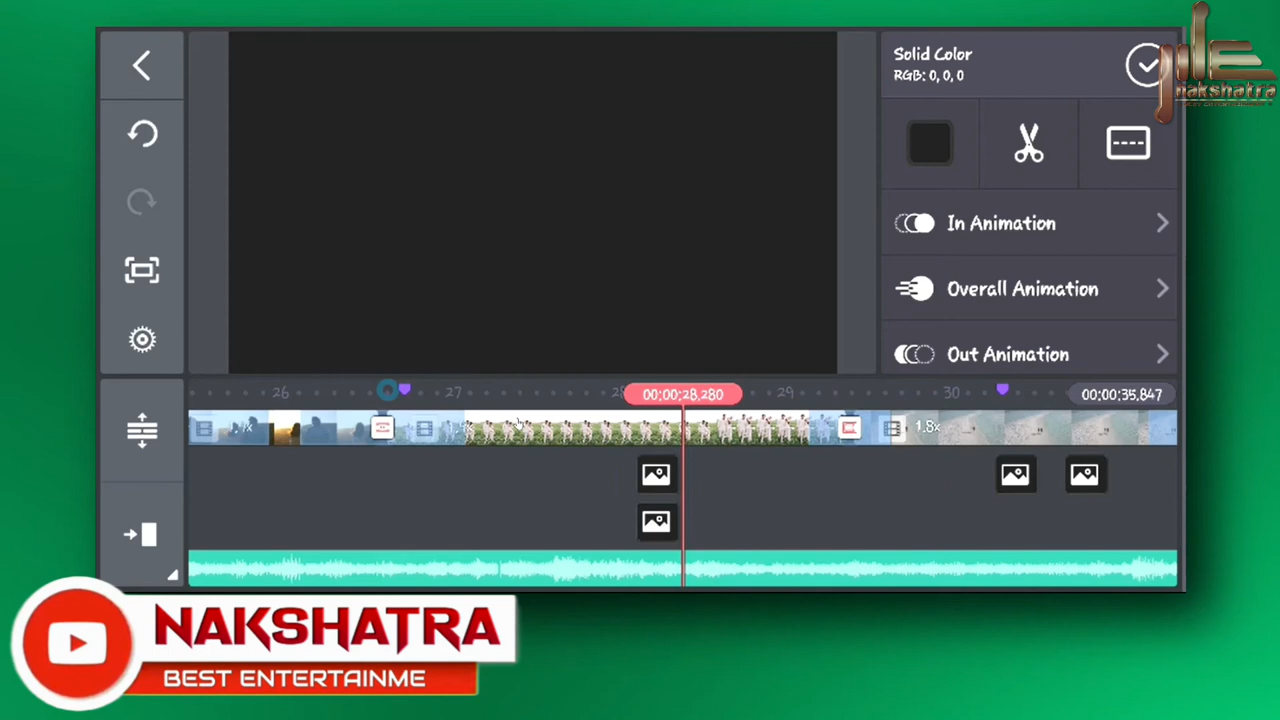 Solid Color
RGB: 0, 0, 0
nakshatra
In Animation
Overall Animation
Out Animation
26
27
28
00:00:28,280
29
30
00:00:35,847
1.8x
NAKSHATRA
BEST ENTERTAINME